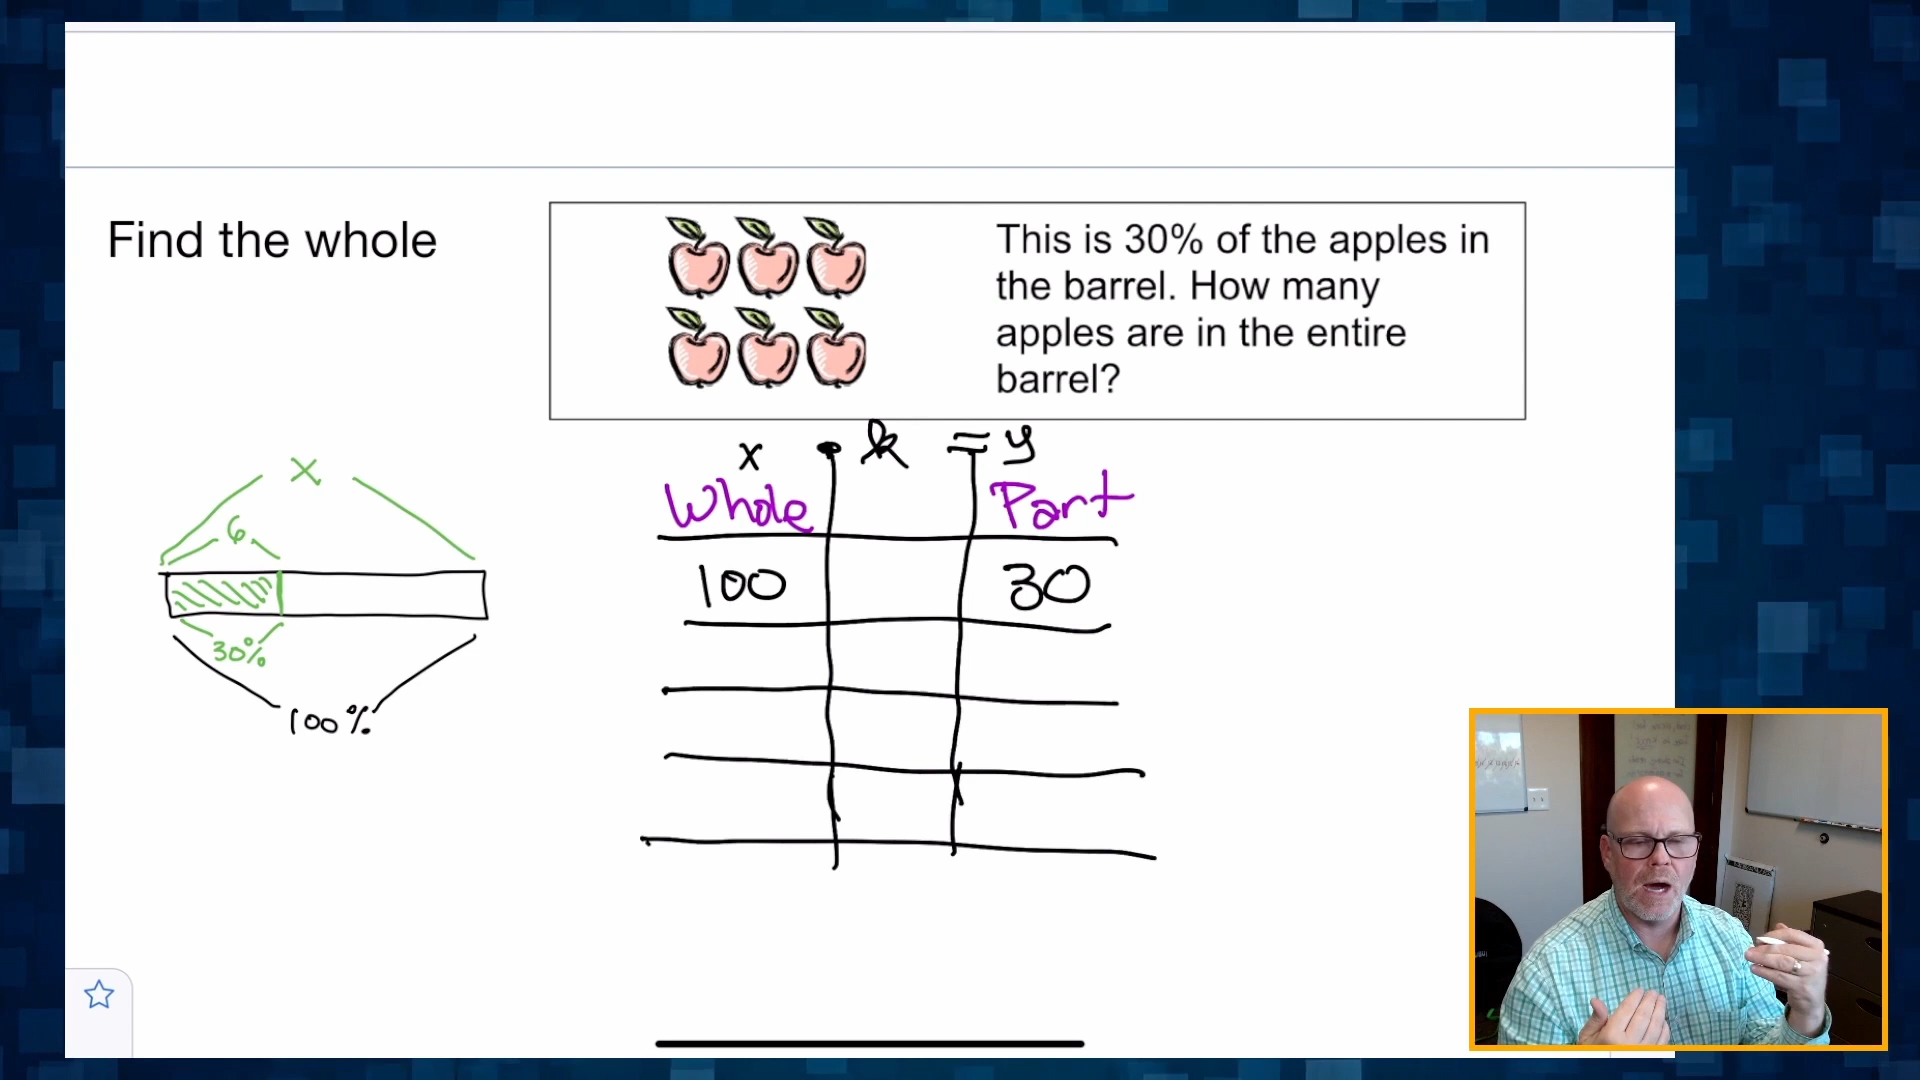 Find the whole
This is 30% of the apples in
the barrel. How many
apples are in the entire
barrel?
x • k = y
Whole Part
100 30
X
6
30%
100%